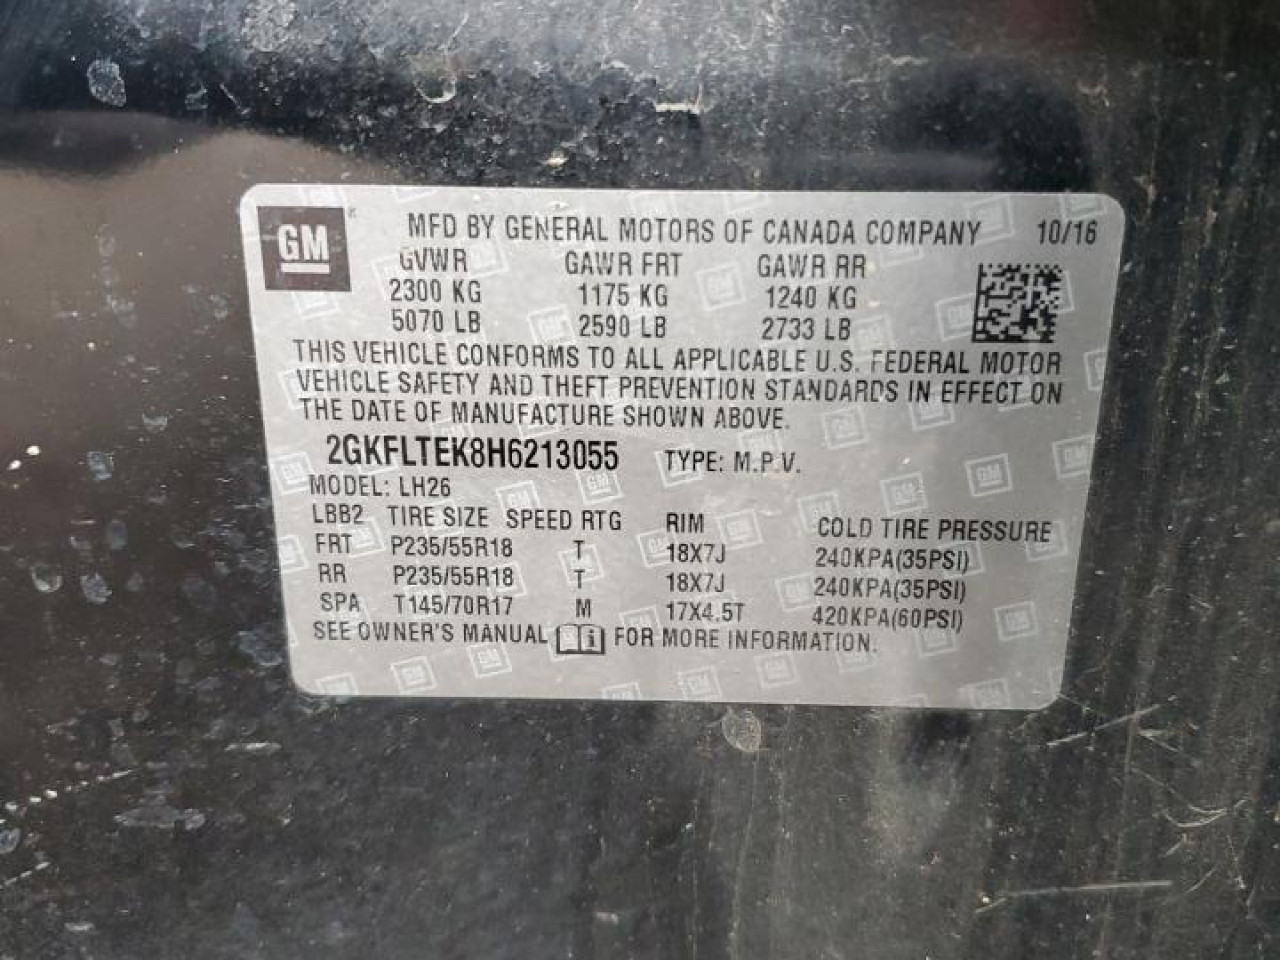 GM MFD BY GENERAL MOTORS OF CANADA COMPANY 10/16
GVWR GAWR FRT GAWR RR
2300 KG 1175 KG 1240 KG
5070 LB 2590 LB 2733 LB
THIS VEHICLE CONFORMS TO ALL APPLICABLE U.S. FEDERAL MOTOR
VEHICLE SAFETY AND THEFT PREVENTION STANDARDS IN EFFECT ON
THE DATE OF MANUFACTURE SHOWN ABOVE.
2GKFLTEK8H6213055 TYPE: M.P.V.
MODEL: LH26
LBB2 TIRE SIZE SPEED RTG RIM COLD TIRE PRESSURE
FRT P235/55R18 T 18X7J 240KPA(35PSI)
RR P235/55R18 T 18X7J 240KPA(35PSI)
SPA T145/70R17 M 17X4.5T 420KPA(60PSI)
SEE OWNER'S MANUAL i FOR MORE INFORMATION.